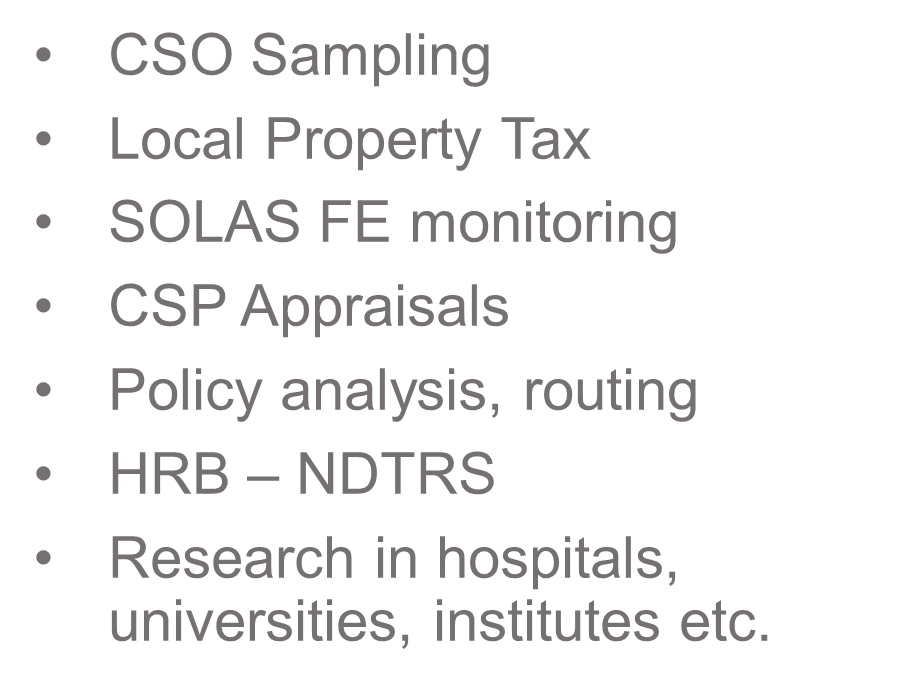 • CSO Sampling
• Local Property Tax
• SOLAS FE monitoring
• CSP Appraisals
• Policy analysis, routing
• HRB – NDTRS
• Research in hospitals,
universities, institutes etc.